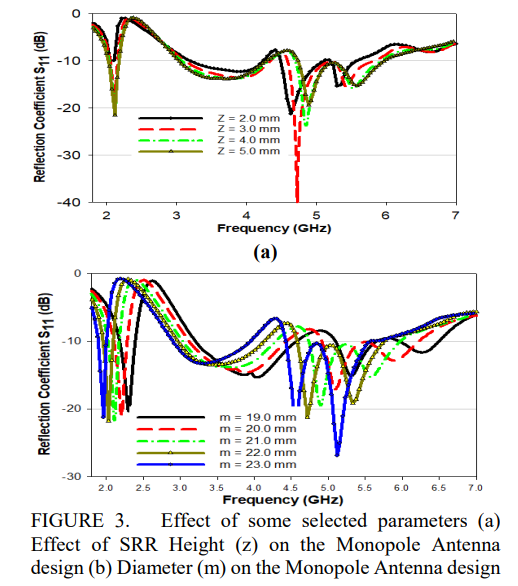 0
-10
-20
-30
-40
Reflection Coefficient S11 (dB)
Z = 2.0 mm
Z = 3.0 mm
Z = 4.0 mm
Z = 5.0 mm
2 3 4 5 6 7
Frequency (GHz)
(a)
0
-10
-20
-30
Reflection Coefficient S11 (dB)
m = 19.0 mm
m = 20.0 mm
m = 21.0 mm
m = 22.0 mm
m = 23.0 mm
2.0 2.5 3.0 3.5 4.0 4.5 5.0 5.5 6.0 6.5 7.0
Frequency (GHz)
FIGURE 3. Effect of some selected parameters (a)
Effect of SRR Height (z) on the Monopole Antenna
design (b) Diameter (m) on the Monopole Antenna design